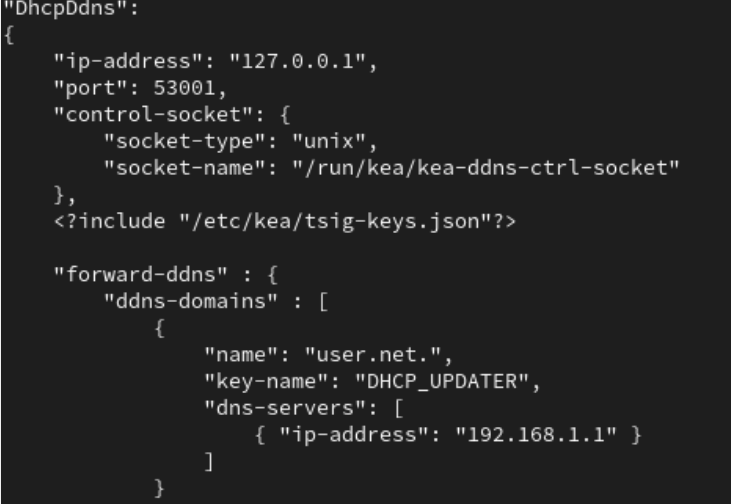 "DhcpDdns":
{
    "ip-address": "127.0.0.1",
    "port": 53001,
    "control-socket": {
        "socket-type": "unix",
        "socket-name": "/run/kea/kea-ddns-ctrl-socket"
    },
    <?include "/etc/kea/tsig-keys.json"?>

    "forward-ddns" : {
        "ddns-domains" : [
            {
                "name": "user.net.",
                "key-name": "DHCP_UPDATER",
                "dns-servers": [
                    { "ip-address": "192.168.1.1" }
                ]
            }